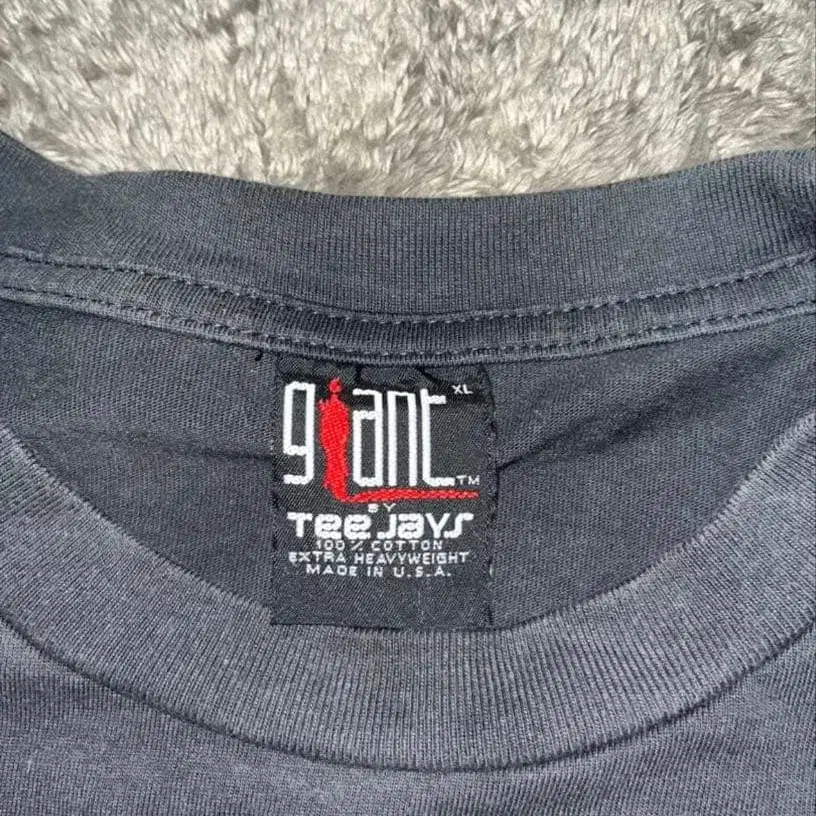 giant XL
TM
BY
Tee Jays
100% COTTON
EXTRA HEAVYWEIGHT
MADE IN U.S.A.